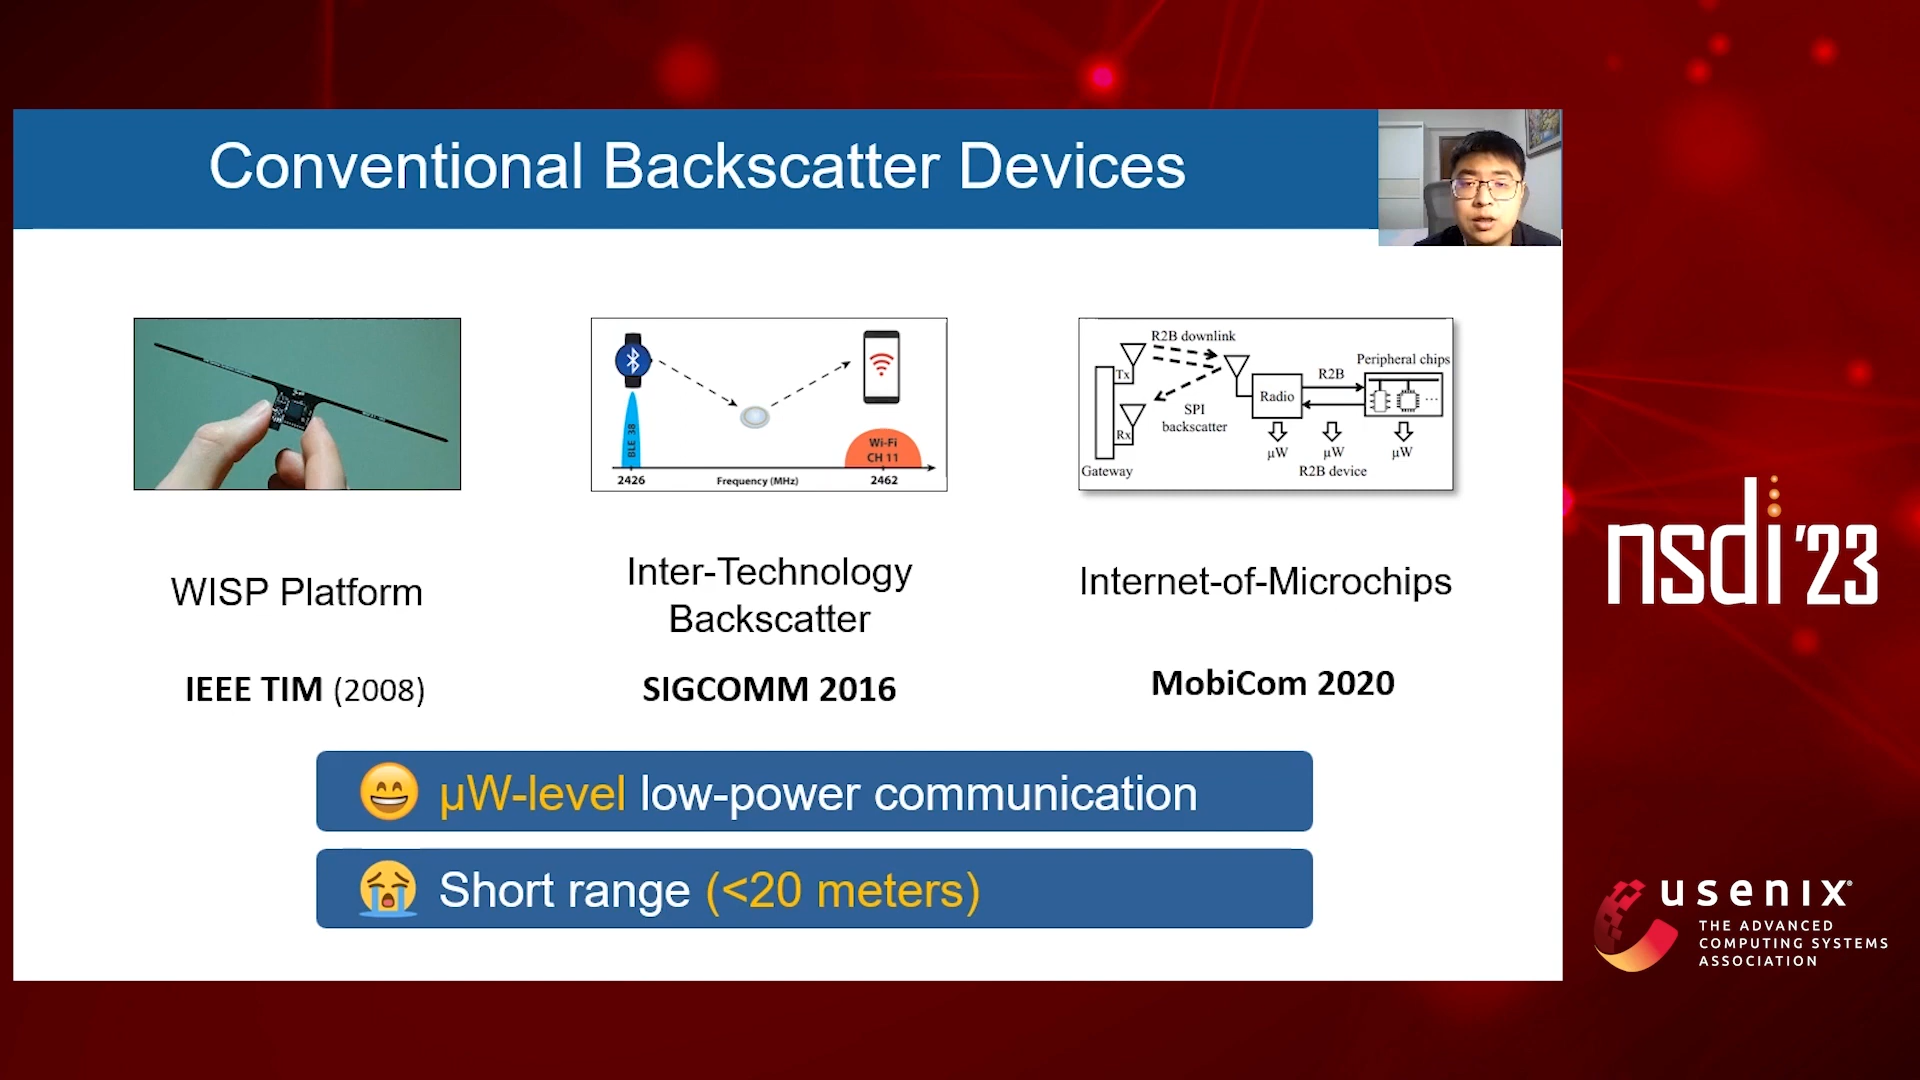 Conventional Backscatter Devices
R2B downlink
Tx
Rx
Gateway
SPI
backscatter
Radio
R2B
Peripheral chips
...
µW
µW
µW
R2B device
BLE 38
Wi-Fi
CH 11
2426
Frequency (MHz)
2462
WISP Platform
Inter-Technology
Backscatter
Internet-of-Microchips
IEEE TIM (2008)
SIGCOMM 2016
MobiCom 2020
µW-level low-power communication
Short range (<20 meters)
nsdi '23
usenix®
THE ADVANCED
COMPUTING SYSTEMS
ASSOCIATION